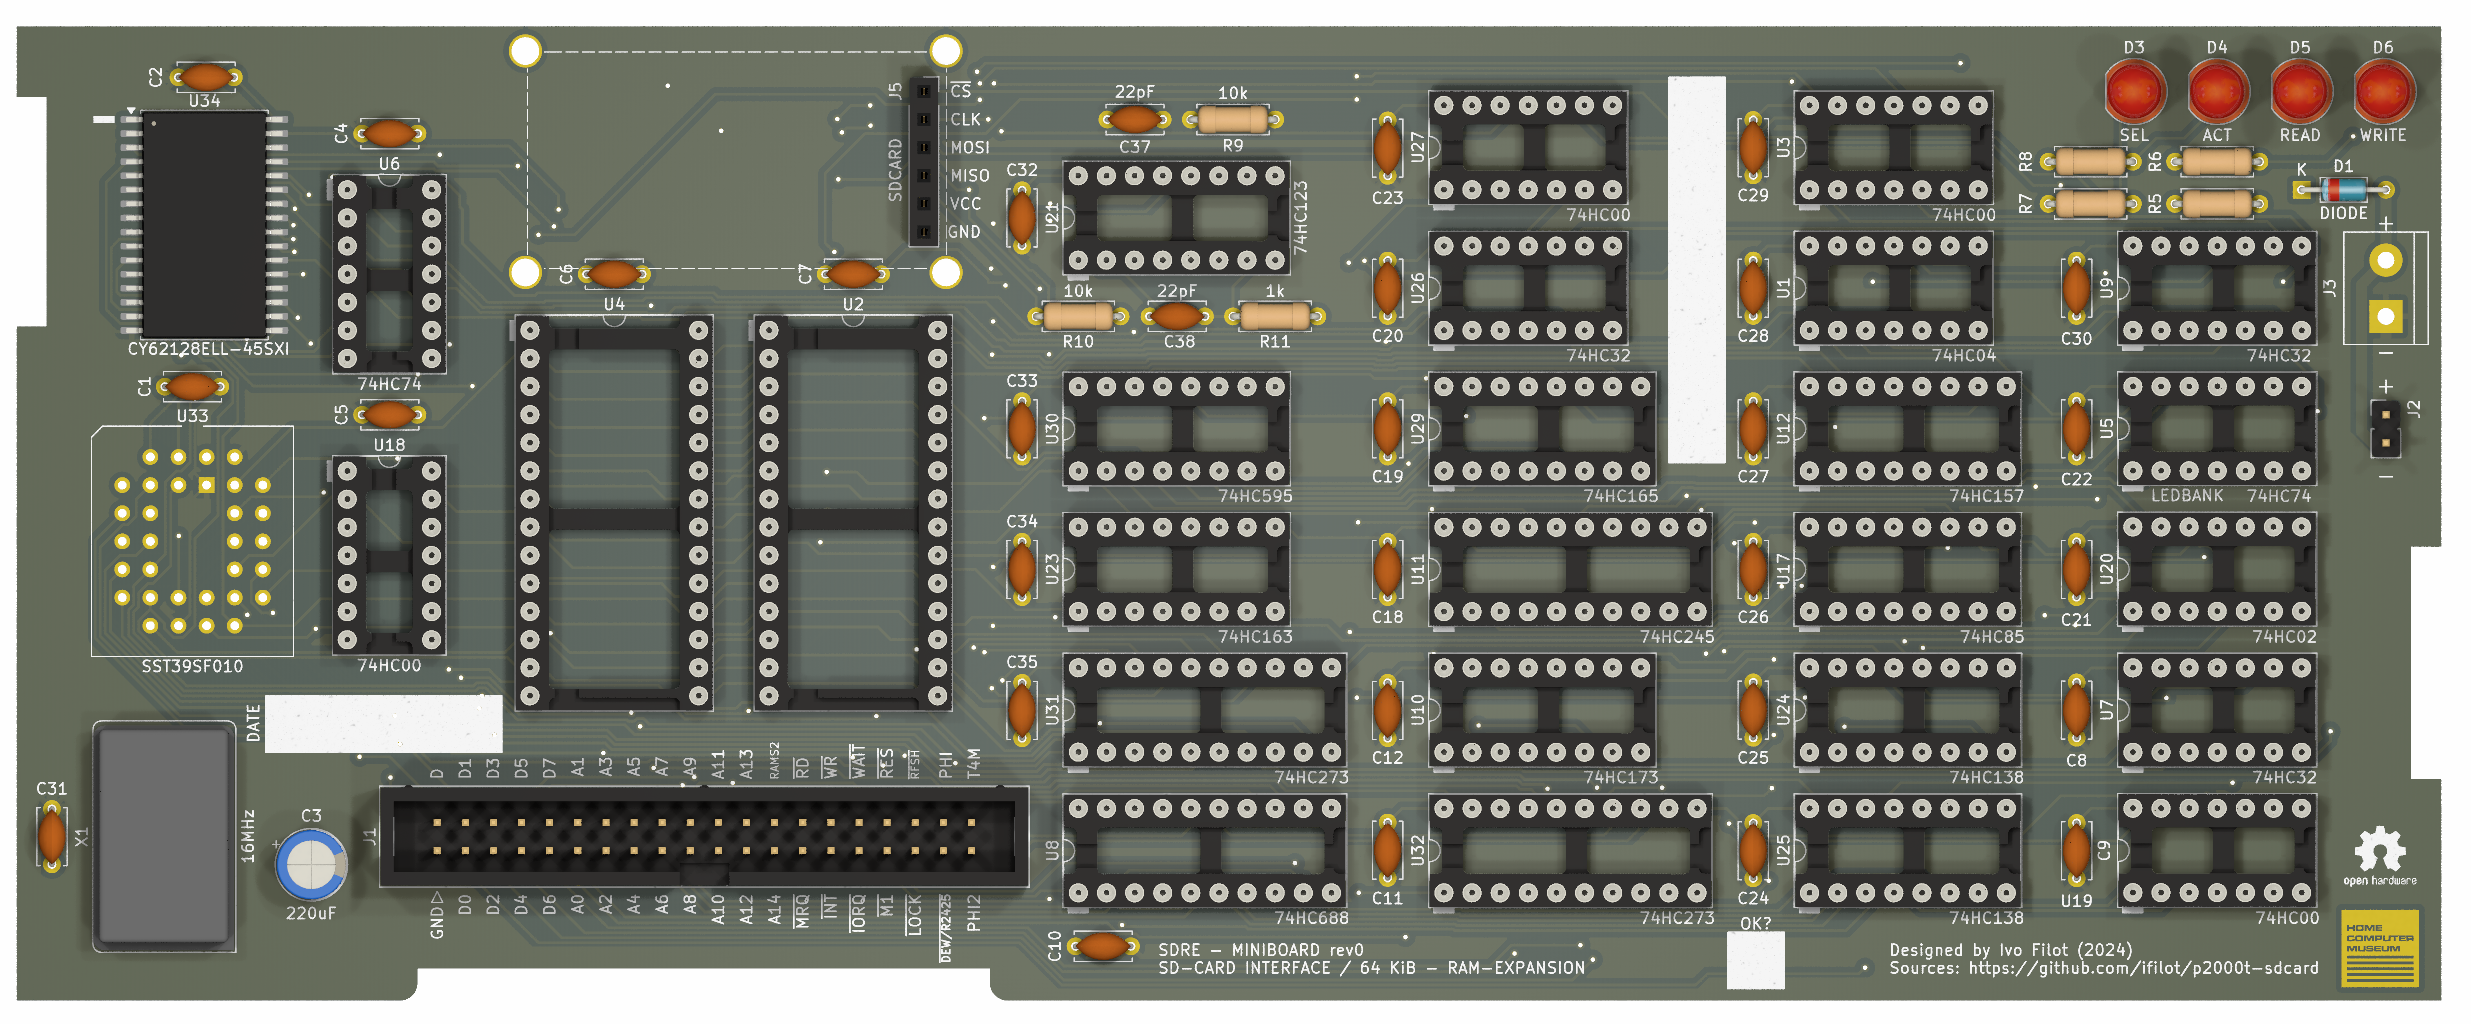 C2
U34
CY62128ELL-45SXI
C1
U33
SST39SF010
C4
U6
74HC74
C5
U18
74HC00
DATE
C31
X1
16MHz
C3
+
220uF
J5
SDCARD
CS
CLK
MOSI
MISO
VCC
GND
C6
U4
C7
U2
J1
D
D1
D3
D5
D7
A1
A3
A5
A7
A9
A11
A13
RAMS2
RD
WR
WAIT
RES
RFSH
PHI
T4M
GND
D0
D2
D4
D6
A0
A2
A4
A6
A8
A10
A12
A14
MRQ
INT
IORQ
M1
LOCK
DEW/R2425
PHI2
22pF
C37
10k
R9
C32
U21
74HC123
10k
R10
22pF
C38
1k
R11
C33
U30
74HC595
C34
U23
74HC163
C35
U31
74HC273
U8
74HC688
C10
C23
U27
74HC00
C20
U26
74HC32
C19
U29
74HC165
C18
U11
74HC245
C12
U10
74HC173
C11
U32
74HC273
C29
U3
74HC00
C28
U1
74HC04
C27
U12
74HC157
C26
U17
74HC85
C25
U24
74HC138
C24
U25
74HC138
OK?
D3
D4
D5
D6
SEL
ACT
READ
WRITE
R8
R6
R7
R5
K
D1
DIODE
C30
U9
74HC32
+
J3
−
+
J2
−
C22
U5
LEDBANK
74HC74
C21
U20
74HC02
C8
U7
74HC32
C9
U19
74HC00
open hardware
HOME
COMPUTER
MUSEUM
SDRE - MINIBOARD rev0
SD-CARD INTERFACE / 64 KiB - RAM-EXPANSION
Designed by Ivo Filot (2024)
Sources: https://github.com/ifilot/p2000t-sdcard